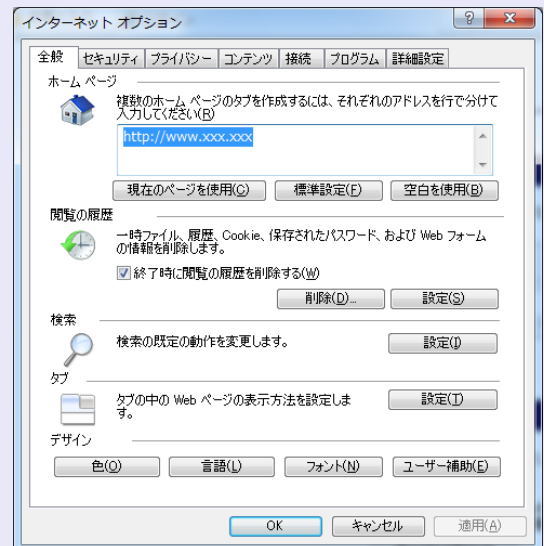 インターネット オプション
全般 セキュリティ プライバシー コンテンツ 接続 プログラム 詳細設定
ホーム ページ
複数のホーム ページのタブを作成するには、それぞれのアドレスを行で分けて
入力してください(R)
http://www.xxx.xxx
現在のページを使用(C) 標準設定(F) 空白を使用(B)
閲覧の履歴
一時ファイル、履歴、Cookie、保存されたパスワード、および Web フォーム
の情報を削除します。
終了時に閲覧の履歴を削除する(W)
削除(D)... 設定(S)
検索
検索の既定の動作を変更します。
設定(I)
タブ
タブの中の Web ページの表示方法を設定しま
す。
設定(T)
デザイン
色(O) 言語(L) フォント(N) ユーザー補助(E)
OK キャンセル 適用(A)